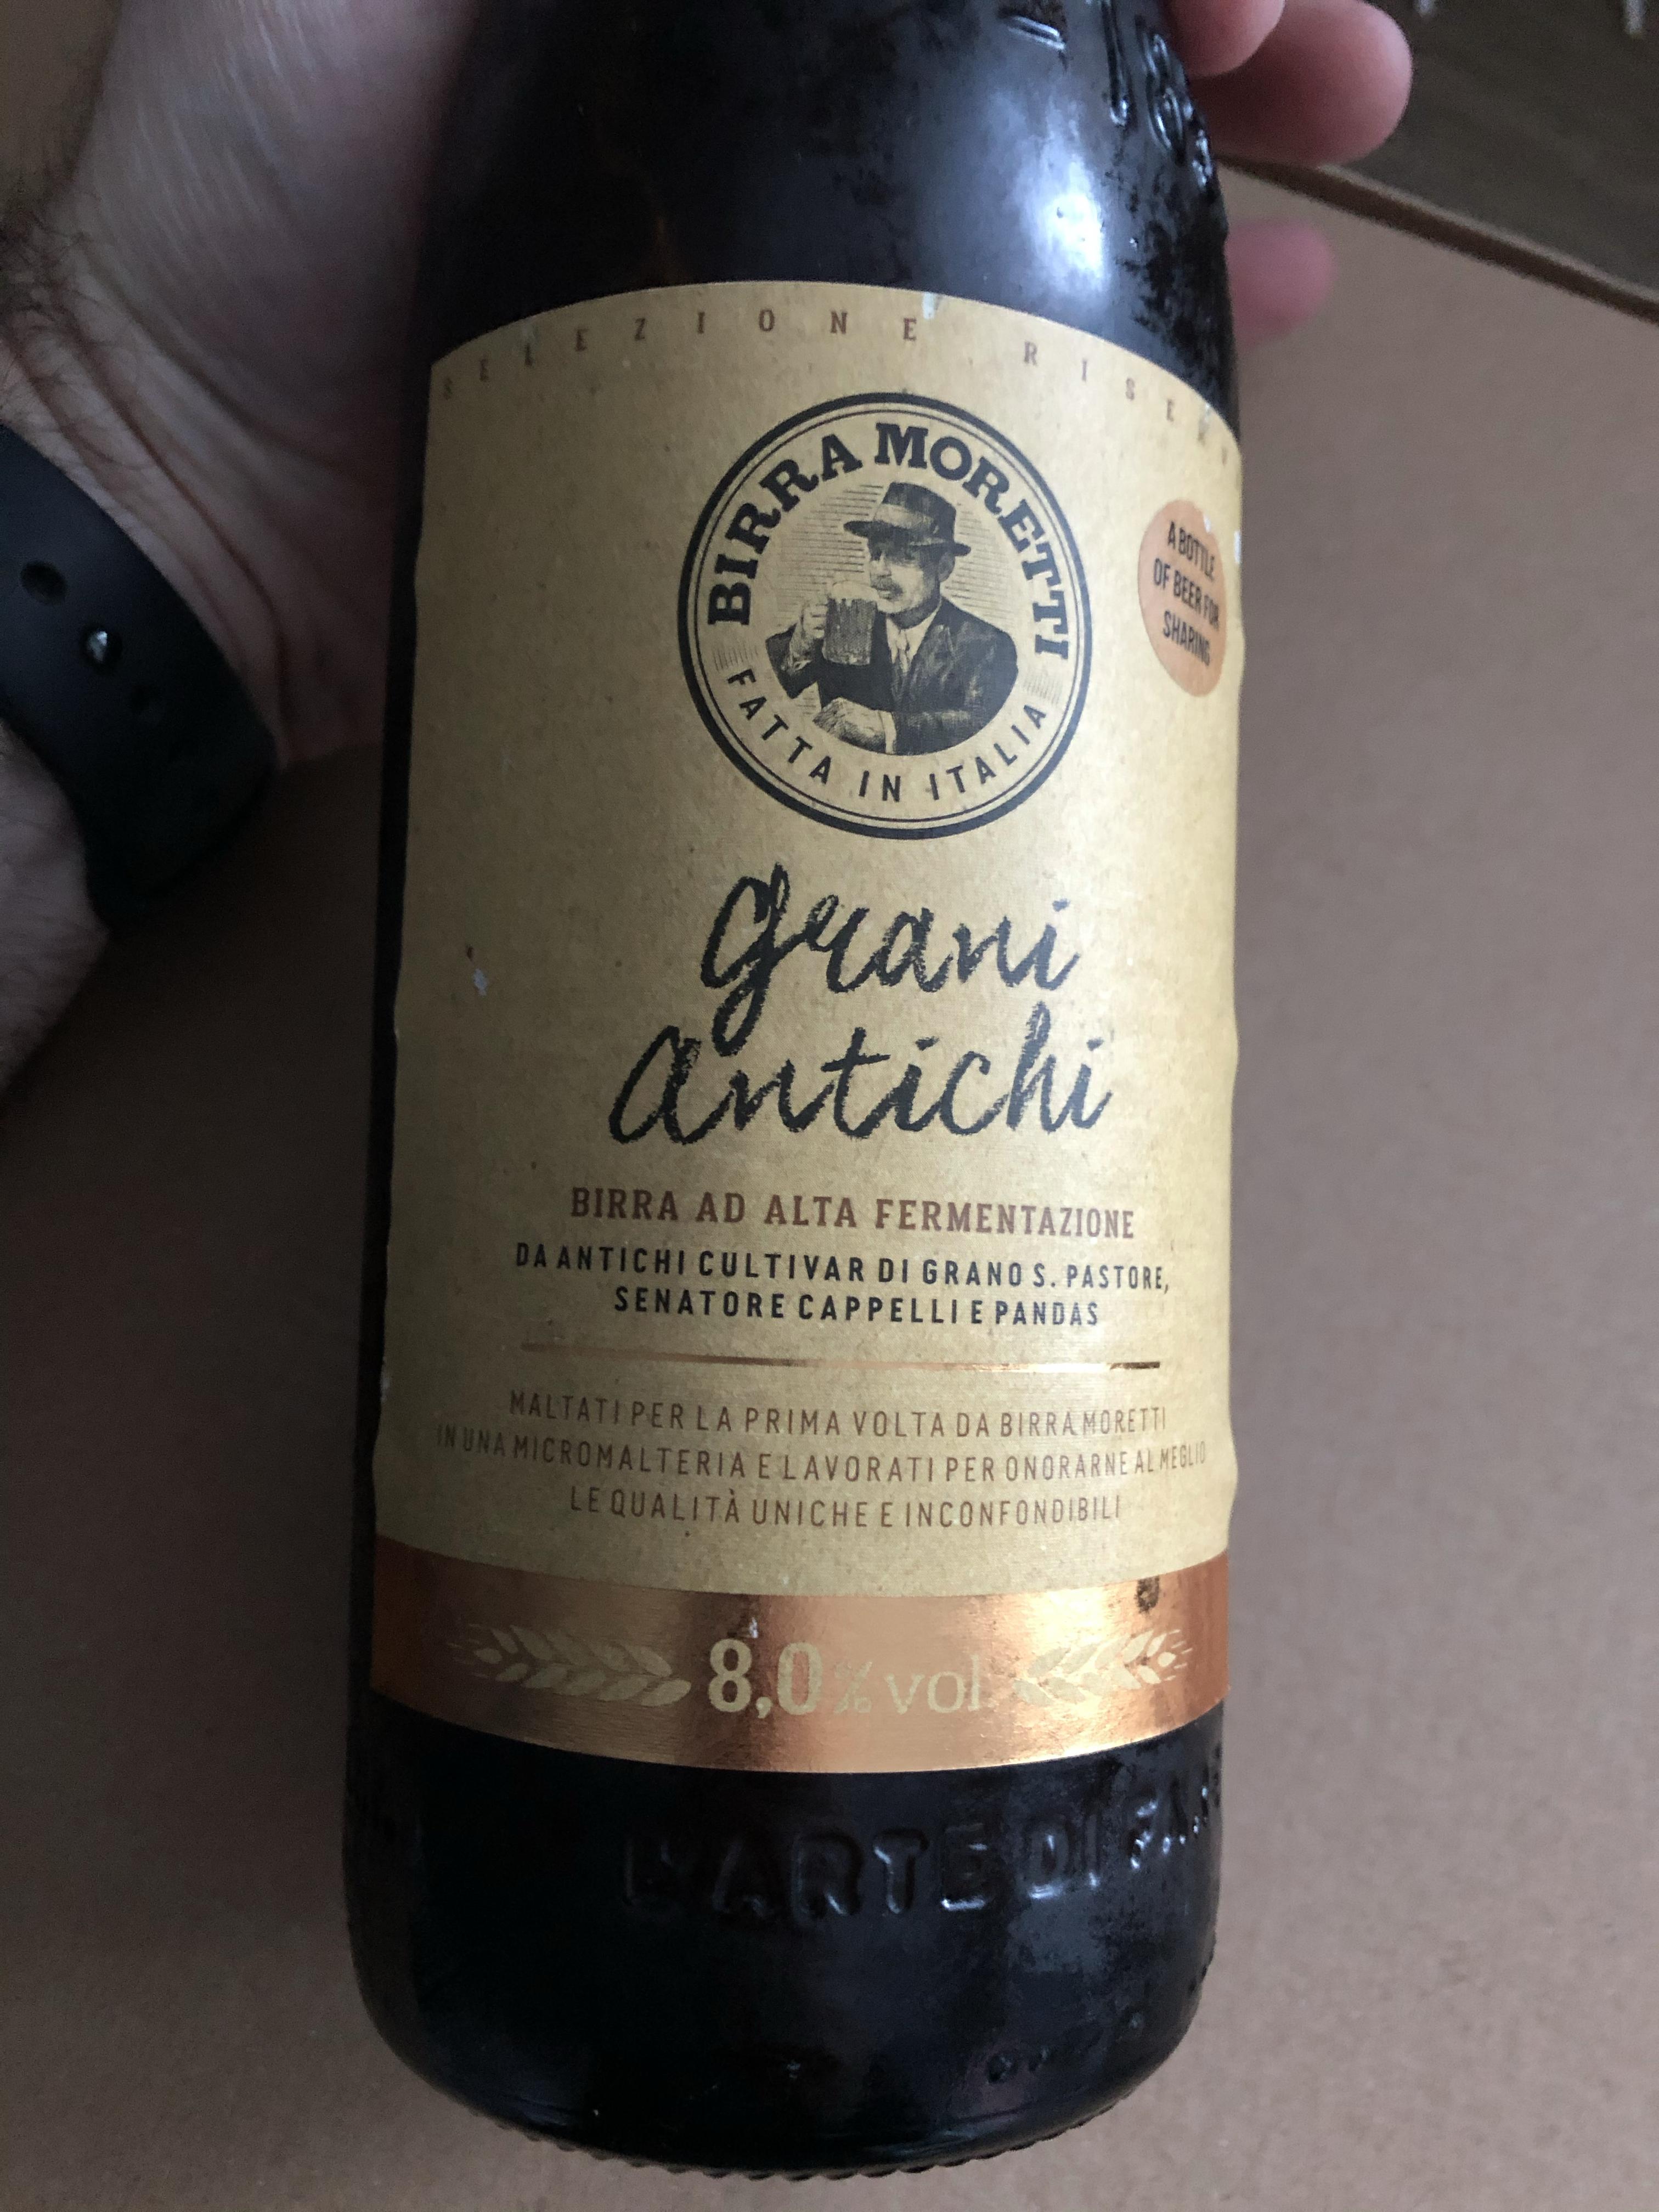 SELEZIONE RISERV
BIRRA MORETTI
FATTA IN ITALIA
A BOTTLE
OF BEER FOR
SHARING
Grani
Antichi
BIRRA AD ALTA FERMENTAZIONE
DA ANTICHI CULTIVAR DI GRANO S. PASTORE,
SENATORE CAPPELLI E PANDAS
MALTATI PER LA PRIMA VOLTA DA BIRRA MORETTI
IN UNA MICROMALTERIA E LAVORATI PER ONORARNE AL MEGLIO
LE QUALITÀ UNICHE E INCONFONDIBILI
8,0% vol
L'ARTE DI